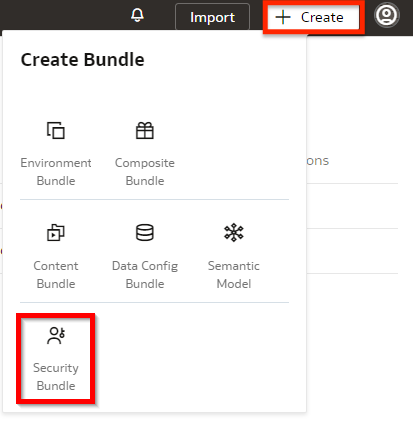 Import
Create
Create Bundle
Environment
Bundle
Composite
Bundle
ons
Content
Bundle
Data Config
Bundle
Semantic
Model
Security
Bundle